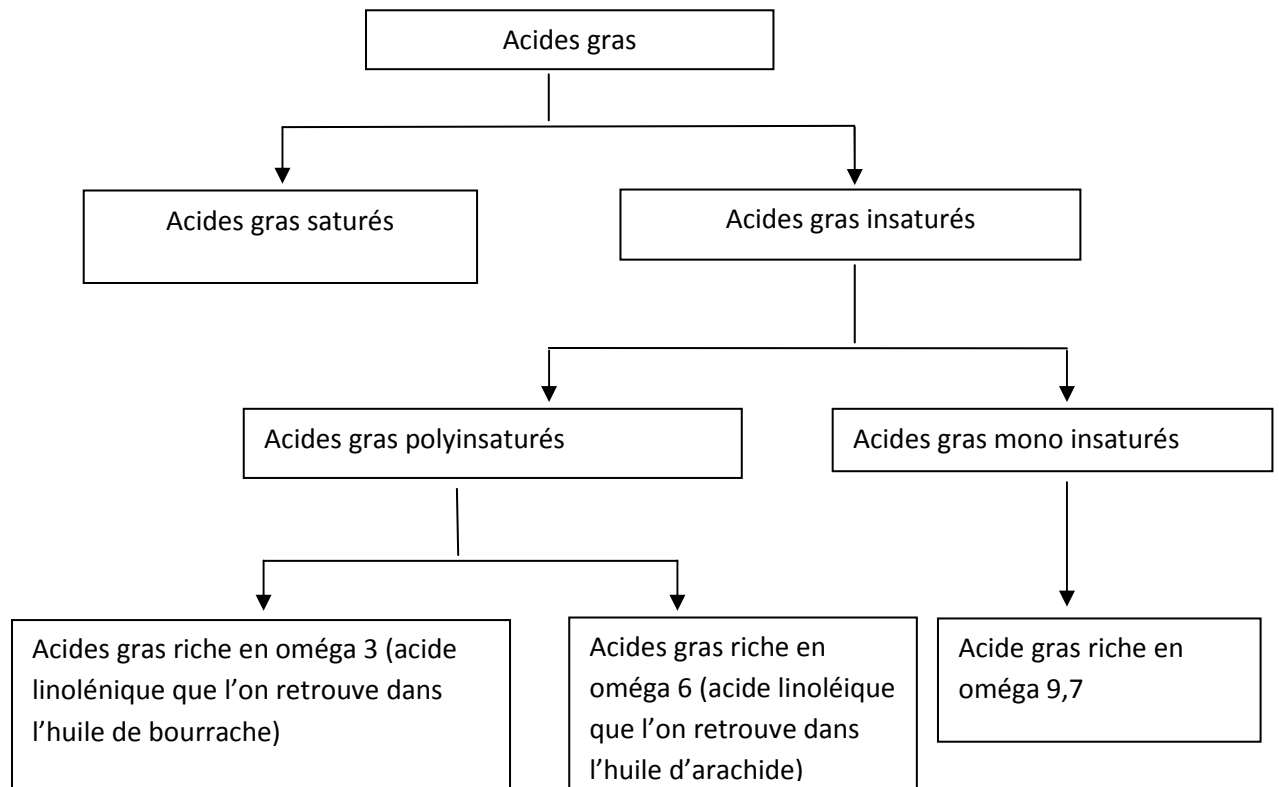 Acides gras
Acides gras saturés
Acides gras insaturés
Acides gras polyinsaturés
Acides gras mono insaturés
Acides gras riche en oméga 3 (acide
linolénique que l’on retrouve dans
l’huile de bourrache)
Acides gras riche en
oméga 6 (acide linoléique
que l’on retrouve dans
l’huile d’arachide)
Acide gras riche en
oméga 9,7